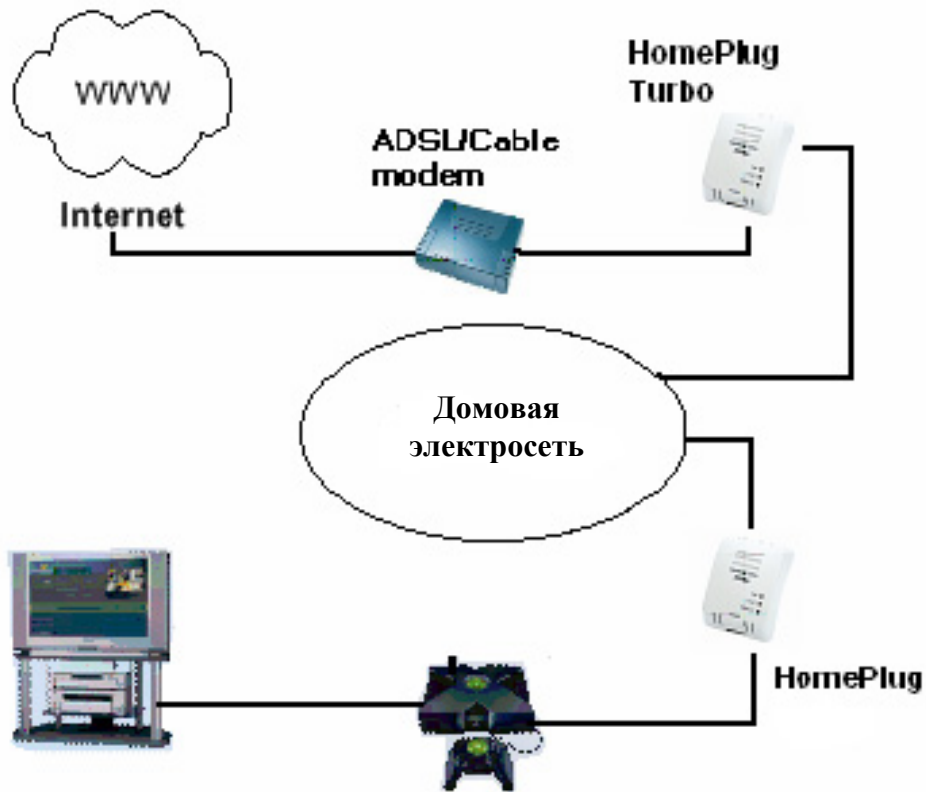 WWW
Internet
ADSL/Cable
modem
HomePlug
Turbo
Домовая
электросеть
HomePlug